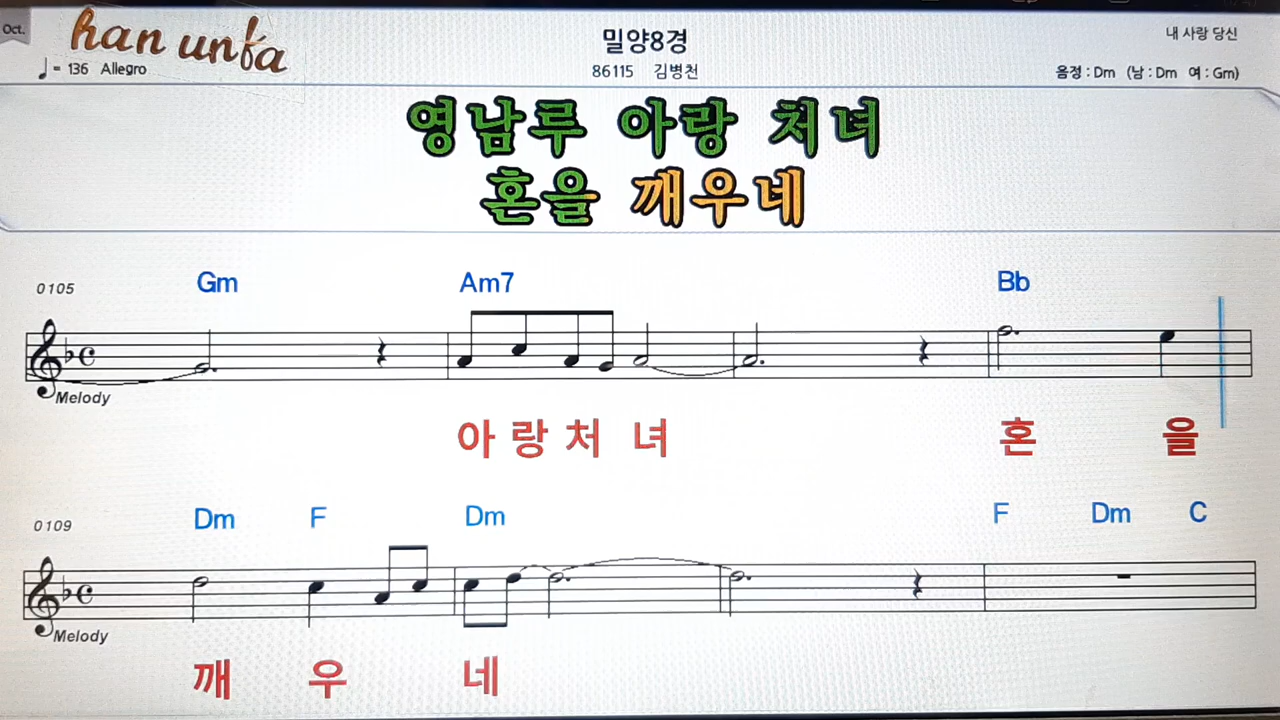 Oct.
han unfa
밀양8경
내 사랑 당신
♩= 136 Allegro
86115 김병천
음정 : Dm (남 : Dm 여 : Gm)
영남루 아랑 처녀
혼을 깨우네
0105 Gm Am7 Bb
Melody
아 랑 처 녀 혼 을
0109 Dm F Dm F Dm C
Melody
깨 우 네